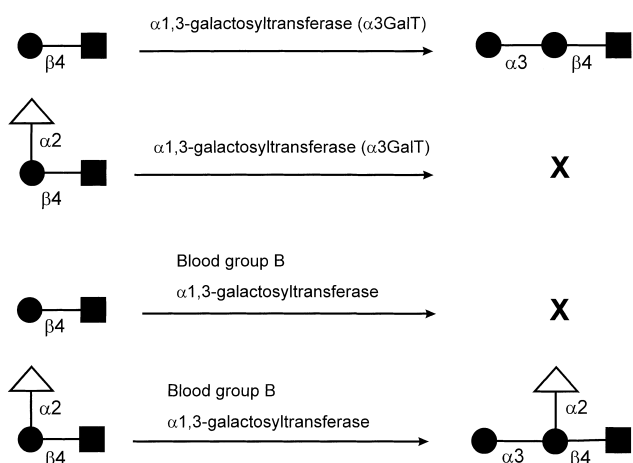 α1,3-galactosyltransferase (α3GalT)
β4
α3
β4
α2
α1,3-galactosyltransferase (α3GalT)
X
β4
Blood group B
α1,3-galactosyltransferase
X
β4
α2
Blood group B
α1,3-galactosyltransferase
α2
β4
α3
β4